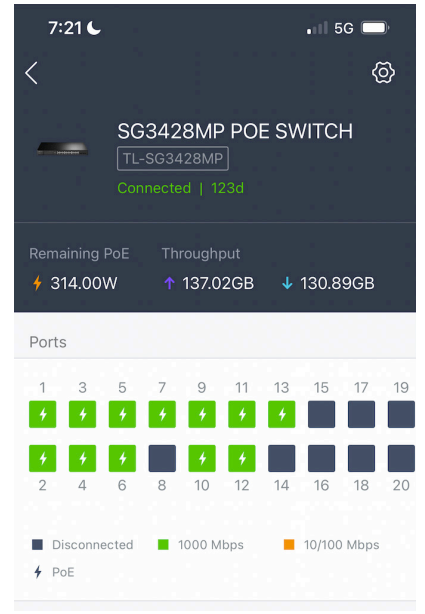 7:21
5G
SG3428MP POE SWITCH
TL-SG3428MP
Connected | 123d
Remaining PoE Throughput
314.00W 137.02GB 130.89GB
Ports
1 3 5 7 9 11 13 15 17 19
2 4 6 8 10 12 14 16 18 20
Disconnected 1000 Mbps 10/100 Mbps
PoE